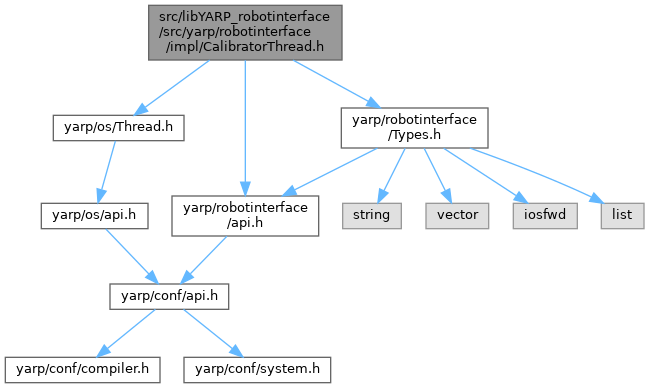 src/libYARP_robotinterface
/src/yarp/robotinterface
/impl/CalibratorThread.h
yarp/os/Thread.h
yarp/robotinterface
/Types.h
yarp/os/api.h
yarp/robotinterface
/api.h
string
vector
iosfwd
list
yarp/conf/api.h
yarp/conf/compiler.h
yarp/conf/system.h